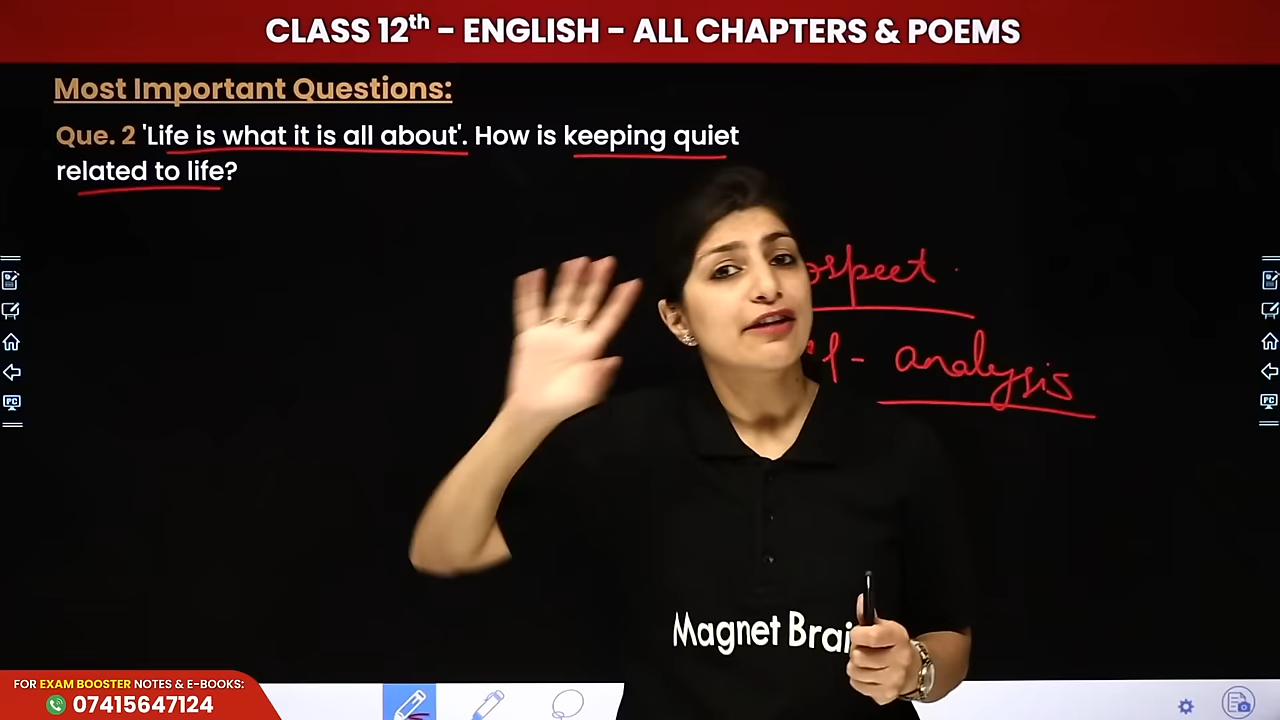 CLASS 12th - ENGLISH - ALL CHAPTERS & POEMS
Most Important Questions:
Que. 2 'Life is what it is all about'. How is keeping quiet
related to life?
analysis
Magnet Brai
FOR EXAM BOOSTER NOTES & E-BOOKS:
07415647124